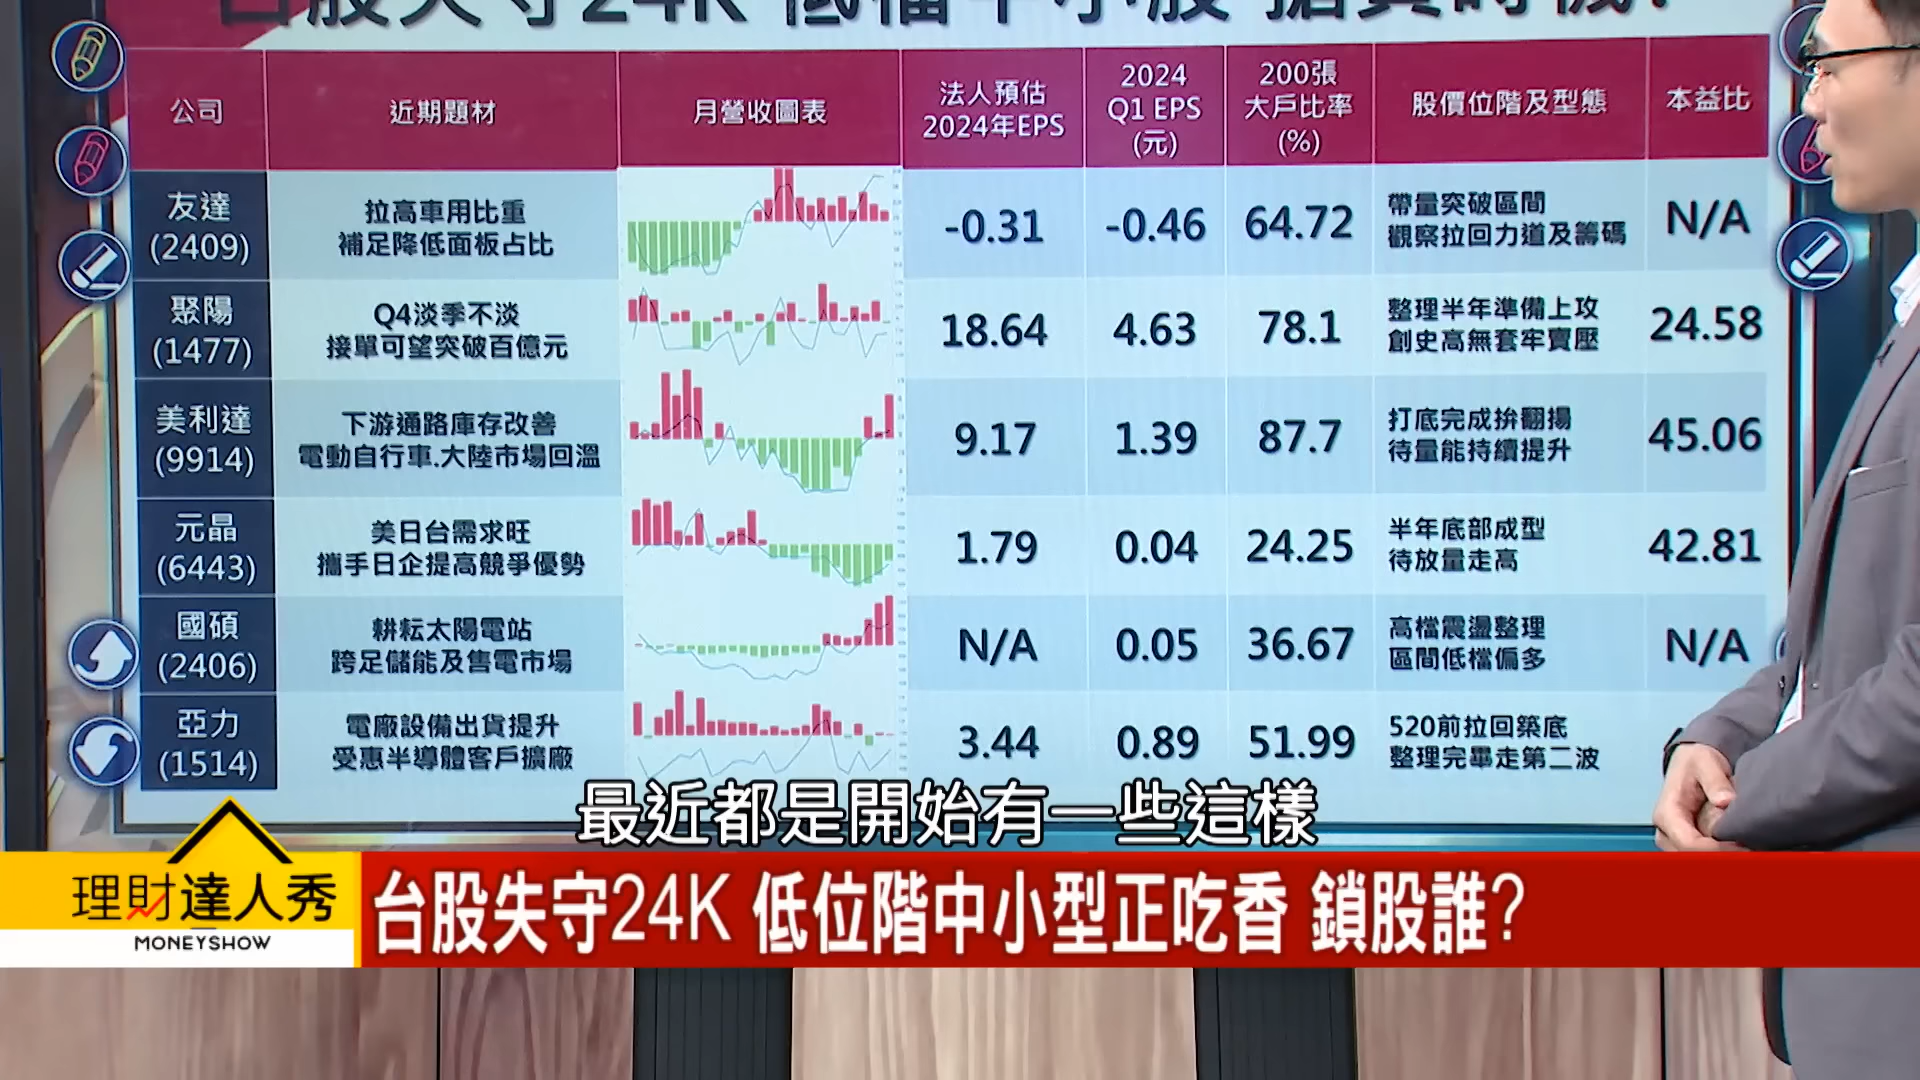 台股失守24K 低檔中小股 撿貨時機?
公司
近期題材
月營收圖表
法人預估
2024年EPS
2024
Q1 EPS
(元)
200張
大戶比率
(%)
股價位階及型態
本益比
友達
(2409)
拉高車用比重
補足降低面板占比
-0.31
-0.46
64.72
帶量突破區間
觀察拉回力道及籌碼
N/A
聚陽
(1477)
Q4淡季不淡
接單可望突破百億元
18.64
4.63
78.1
整理半年準備上攻
創史高無套牢賣壓
24.58
美利達
(9914)
下游通路庫存改善
電動自行車.大陸市場回溫
9.17
1.39
87.7
打底完成拚翻揚
待量能持續提升
45.06
元晶
(6443)
美日台需求旺
攜手日企提高競爭優勢
1.79
0.04
24.25
半年底部成型
待放量走高
42.81
國碩
(2406)
耕耘太陽電站
跨足儲能及售電市場
N/A
0.05
36.67
高檔震盪整理
區間低檔偏多
N/A
亞力
(1514)
電廠設備出貨提升
受惠半導體客戶擴廠
3.44
0.89
51.99
520前拉回築底
整理完畢走第二波
最近都是開始有一些這樣
理財達人秀
MONEYSHOW
台股失守24K 低位階中小型正吃香 鎖股誰?